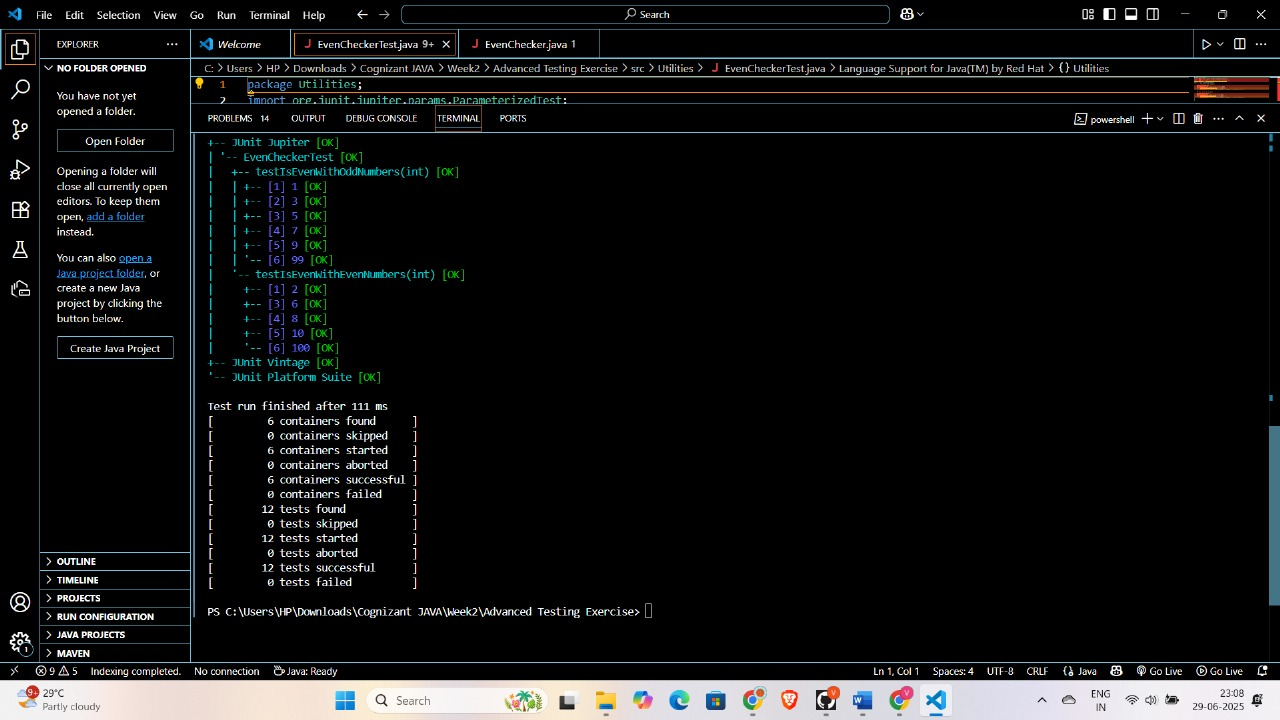 File Edit Selection View Go Run Terminal Help
Search
EXPLORER
Welcome
EvenCheckerTest.java 9+
EvenChecker.java 1
NO FOLDER OPENED
You have not yet
opened a folder.
Open Folder
Opening a folder will
close all currently open
editors. To keep them
open, add a folder
instead.
You can also open a
Java project folder, or
create a new Java
project by clicking the
button below.
Create Java Project
OUTLINE
TIMELINE
PROJECTS
RUN CONFIGURATION
JAVA PROJECTS
MAVEN
C: > Users > HP > Downloads > Cognizant JAVA > Week2 > Advanced Testing Exercise > src > Utilities > EvenCheckerTest.java > Language Support for Java(TM) by Red Hat > {} Utilities
1 package Utilities;
2 import org.junit.jupiter.params.ParameterizedTest;
PROBLEMS 14 OUTPUT DEBUG CONSOLE TERMINAL PORTS
powershell
+-- JUnit Jupiter [OK]
| '-- EvenCheckerTest [OK]
|   +-- testIsEvenWithOddNumbers(int) [OK]
|   | +-- [1] 1 [OK]
|   | +-- [2] 3 [OK]
|   | +-- [3] 5 [OK]
|   | +-- [4] 7 [OK]
|   | +-- [5] 9 [OK]
|   | '-- [6] 99 [OK]
|   '-- testIsEvenWithEvenNumbers(int) [OK]
|     +-- [1] 2 [OK]
|     +-- [3] 6 [OK]
|     +-- [4] 8 [OK]
|     +-- [5] 10 [OK]
|     '-- [6] 100 [OK]
+-- JUnit Vintage [OK]
'-- JUnit Platform Suite [OK]
Test run finished after 111 ms
[ 6 containers found ]
[ 0 containers skipped ]
[ 6 containers started ]
[ 0 containers aborted ]
[ 6 containers successful ]
[ 0 containers failed ]
[ 12 tests found ]
[ 0 tests skipped ]
[ 12 tests started ]
[ 0 tests aborted ]
[ 12 tests successful ]
[ 0 tests failed ]
PS C:\Users\HP\Downloads\Cognizant JAVA\Week2\Advanced Testing Exercise>
1
9 5 Indexing completed. No connection Java: Ready
Ln 1, Col 1 Spaces: 4 UTF-8 CRLF {} Java Go Live Go Live
9+
29°C
Partly cloudy
Search
V
V
ENG
IN
23:08
29-06-2025